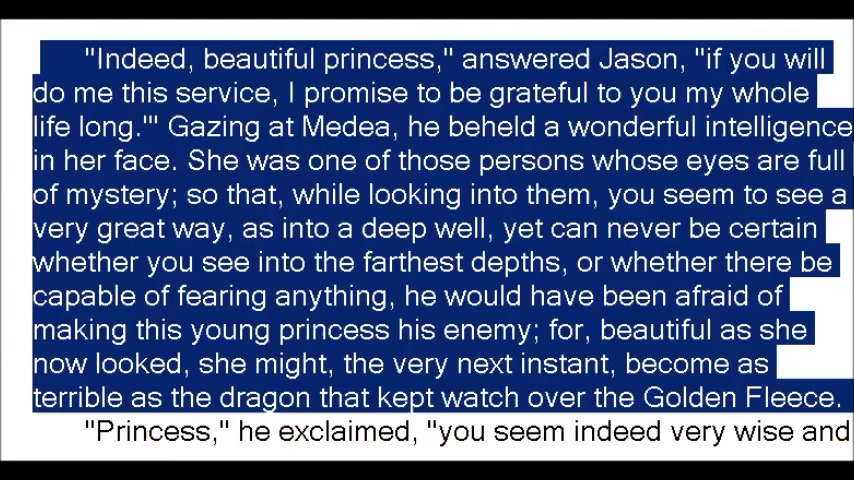 "Indeed, beautiful princess," answered Jason, "if you will
do me this service, I promise to be grateful to you my whole
life long.'" Gazing at Medea, he beheld a wonderful intelligence
in her face. She was one of those persons whose eyes are full
of mystery; so that, while looking into them, you seem to see a
very great way, as into a deep well, yet can never be certain
whether you see into the farthest depths, or whether there be
capable of fearing anything, he would have been afraid of
making this young princess his enemy; for, beautiful as she
now looked, she might, the very next instant, become as
terrible as the dragon that kept watch over the Golden Fleece.
"Princess," he exclaimed, "you seem indeed very wise and